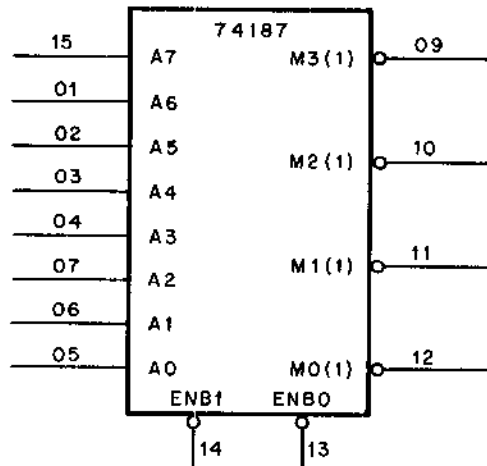 74187
15 A7 M3(1) 09
01 A6
02 A5 M2(1) 10
03 A4
04 A3 M1(1) 11
07 A2
06 A1
05 A0 M0(1) 12
ENB1 ENB0
14 13